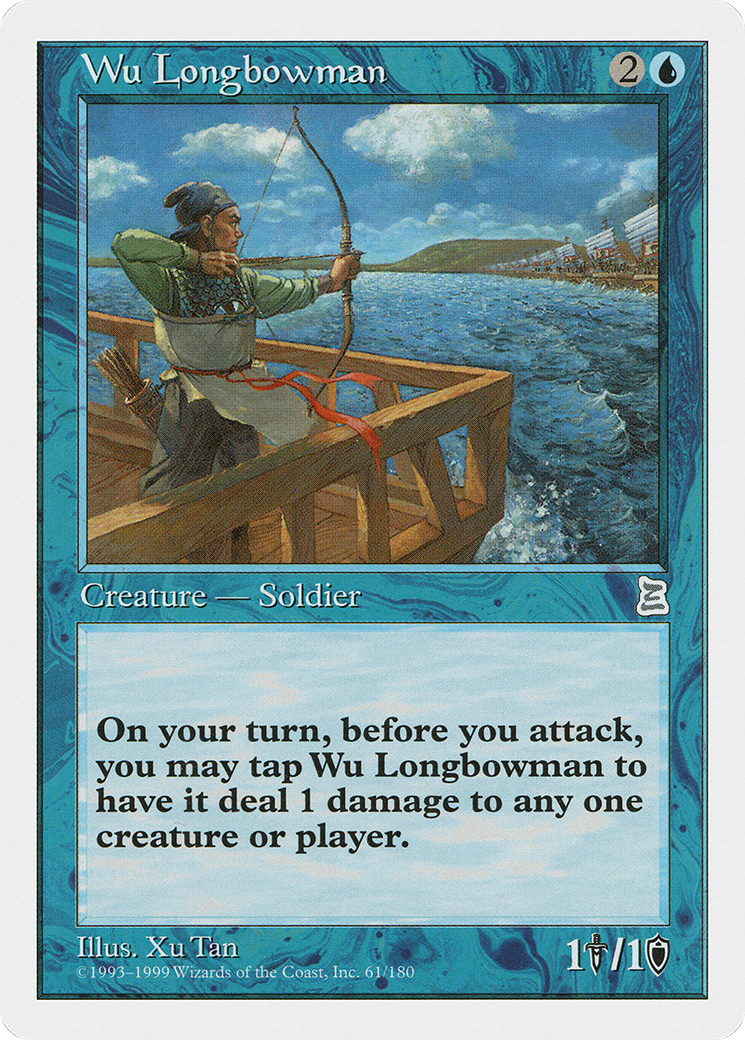 Wu Longbowman 2
Creature — Soldier
On your turn, before you attack,
you may tap Wu Longbowman to
have it deal 1 damage to any one
creature or player.
Illus. Xu Tan
©1993–1999 Wizards of the Coast, Inc. 61/180
1/1